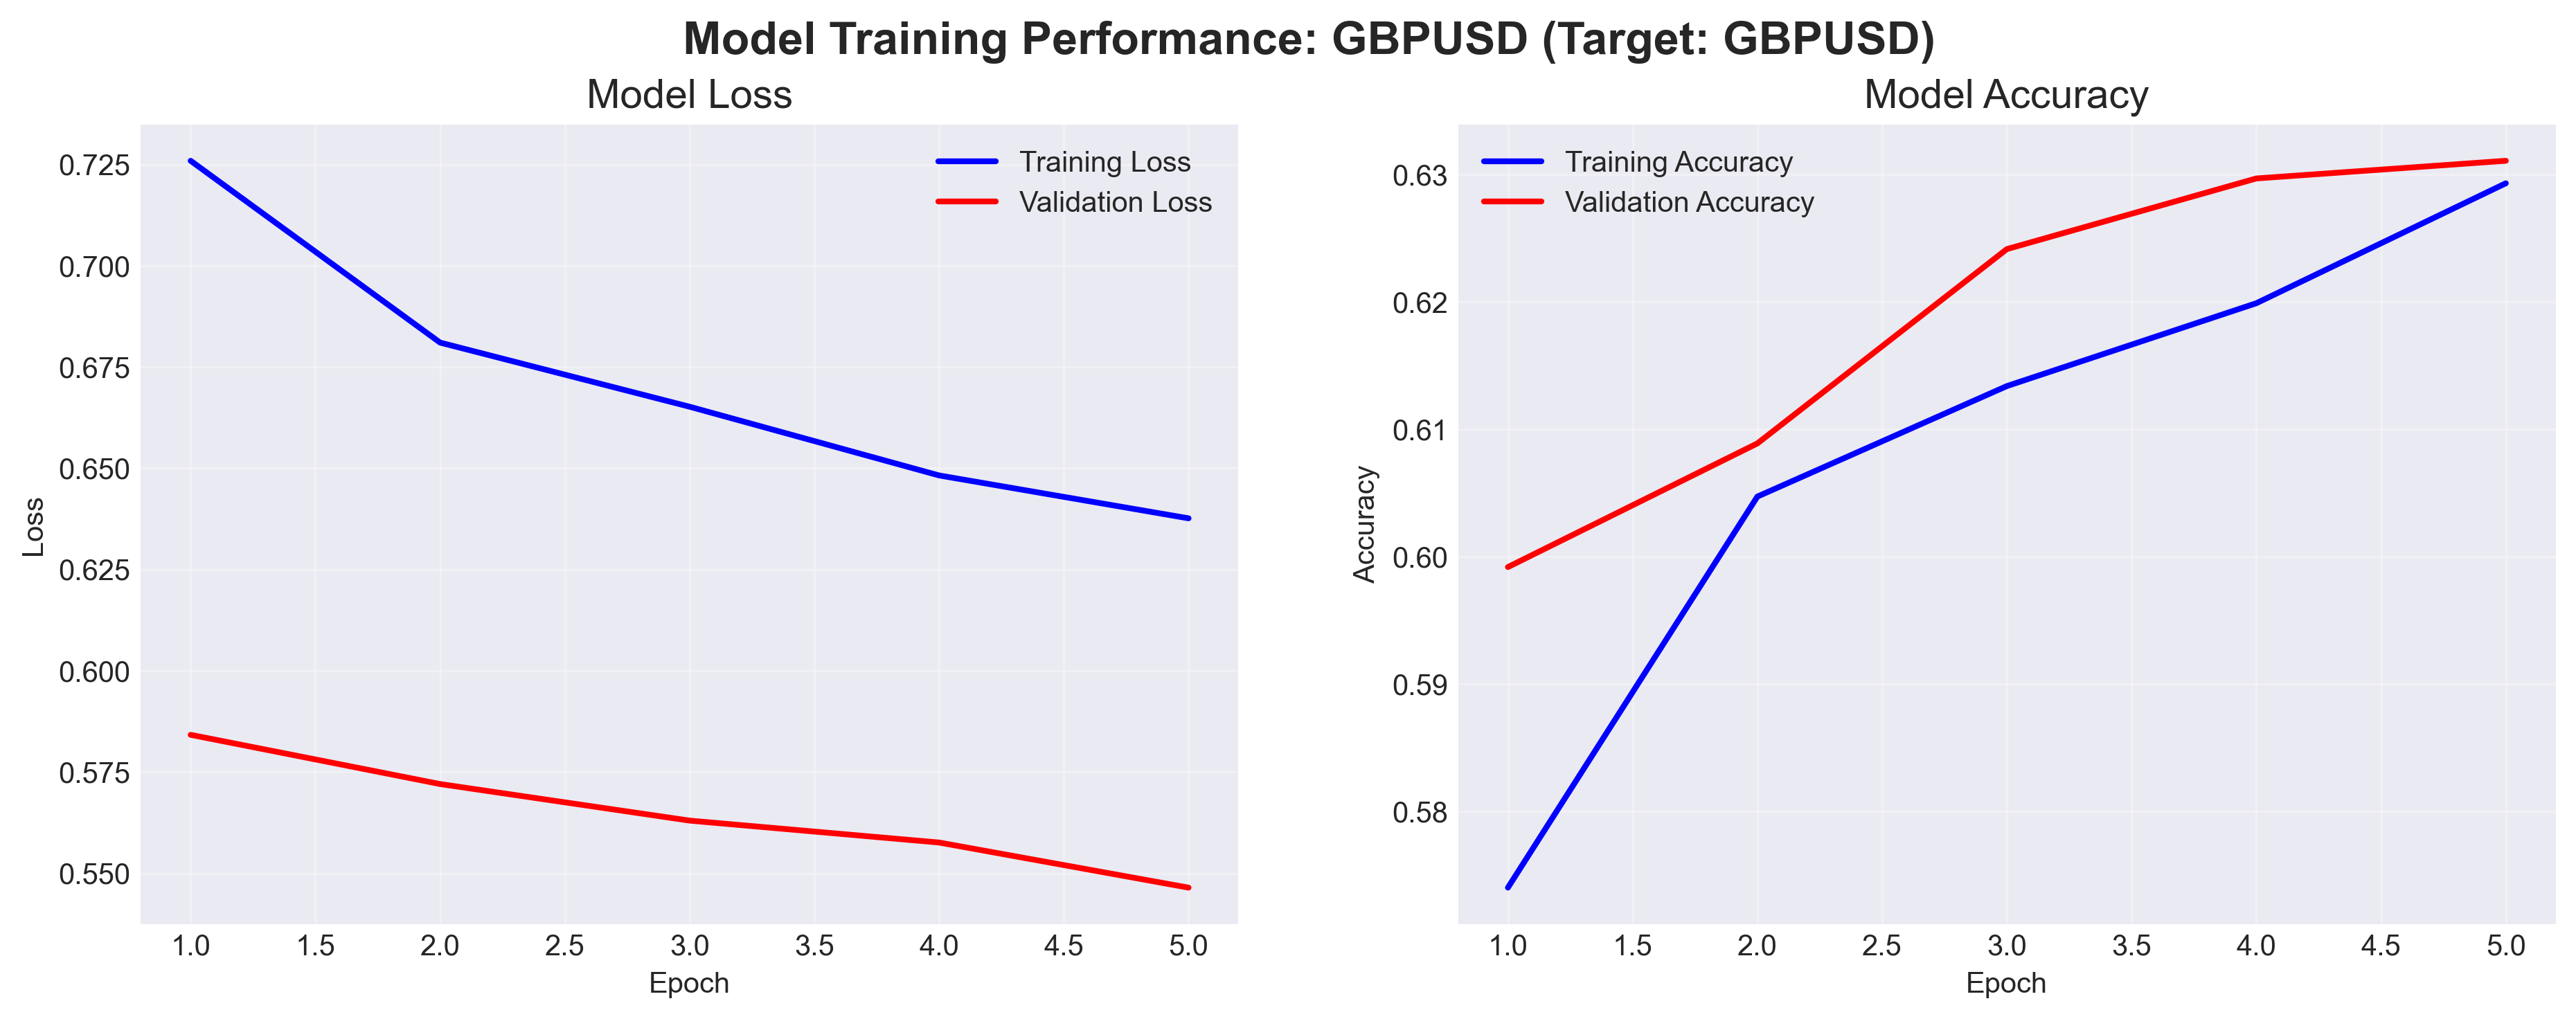 Model Training Performance: GBPUSD (Target: GBPUSD)
Model Loss
Training Loss
Validation Loss
0.725
0.700
0.675
0.650
0.625
0.600
0.575
0.550
Loss
1.0 1.5 2.0 2.5 3.0 3.5 4.0 4.5 5.0
Epoch
Model Accuracy
Training Accuracy
Validation Accuracy
0.63
0.62
0.61
0.60
0.59
0.58
Accuracy
1.0 1.5 2.0 2.5 3.0 3.5 4.0 4.5 5.0
Epoch